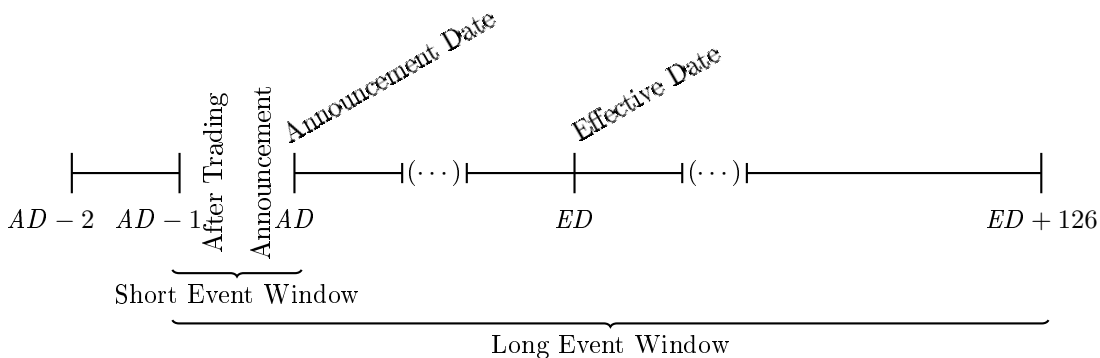 Announcement Date
Effective Date
After Trading
Announcement
(···)
(···)
AD − 2
AD − 1
AD
ED
ED + 126
Short Event Window
Long Event Window